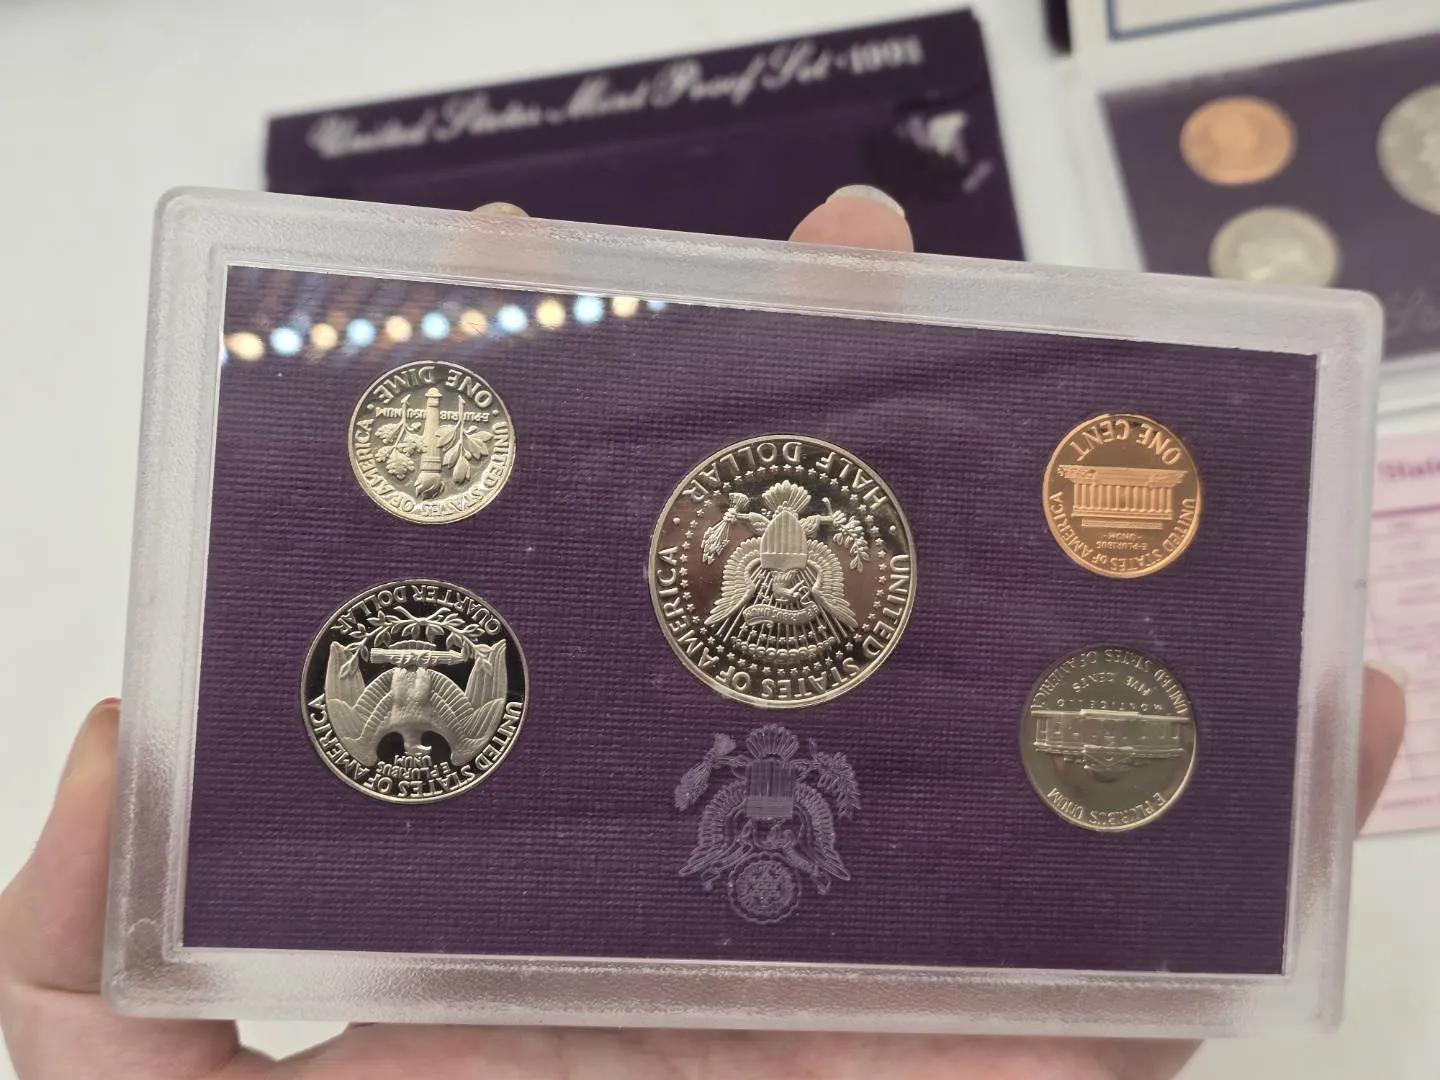 United States Mint Proof Set · 1991
States
ONE DIME
E PLURIBUS UNUM
UNITED STATES OF AMERICA
HALF DOLLAR
UNITED STATES OF AMERICA
ONE CENT
UNITED STATES OF AMERICA
E·PLURIBUS
·UNUM·
QUARTER DOLLAR
UNITED STATES OF AMERICA
E PLURIBUS
UNUM
UNITED STATES OF AMERICA
FIVE CENTS
MONTICELLO
E PLURIBUS UNUM